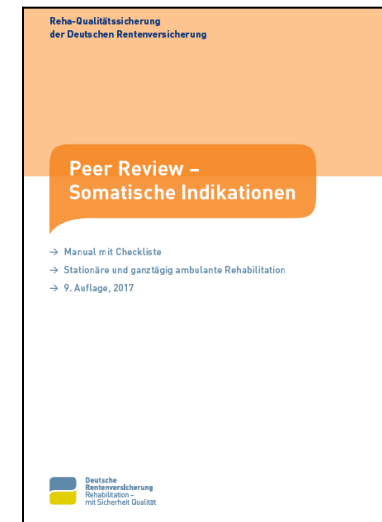 Reha-Qualitätssicherung
der Deutschen Rentenversicherung
Peer Review –
Somatische Indikationen
→ Manual mit Checkliste
→ Stationäre und ganztägig ambulante Rehabilitation
→ 9. Auflage, 2017
Deutsche
Rentenversicherung
Rehabilitation –
mit Sicherheit Qualität